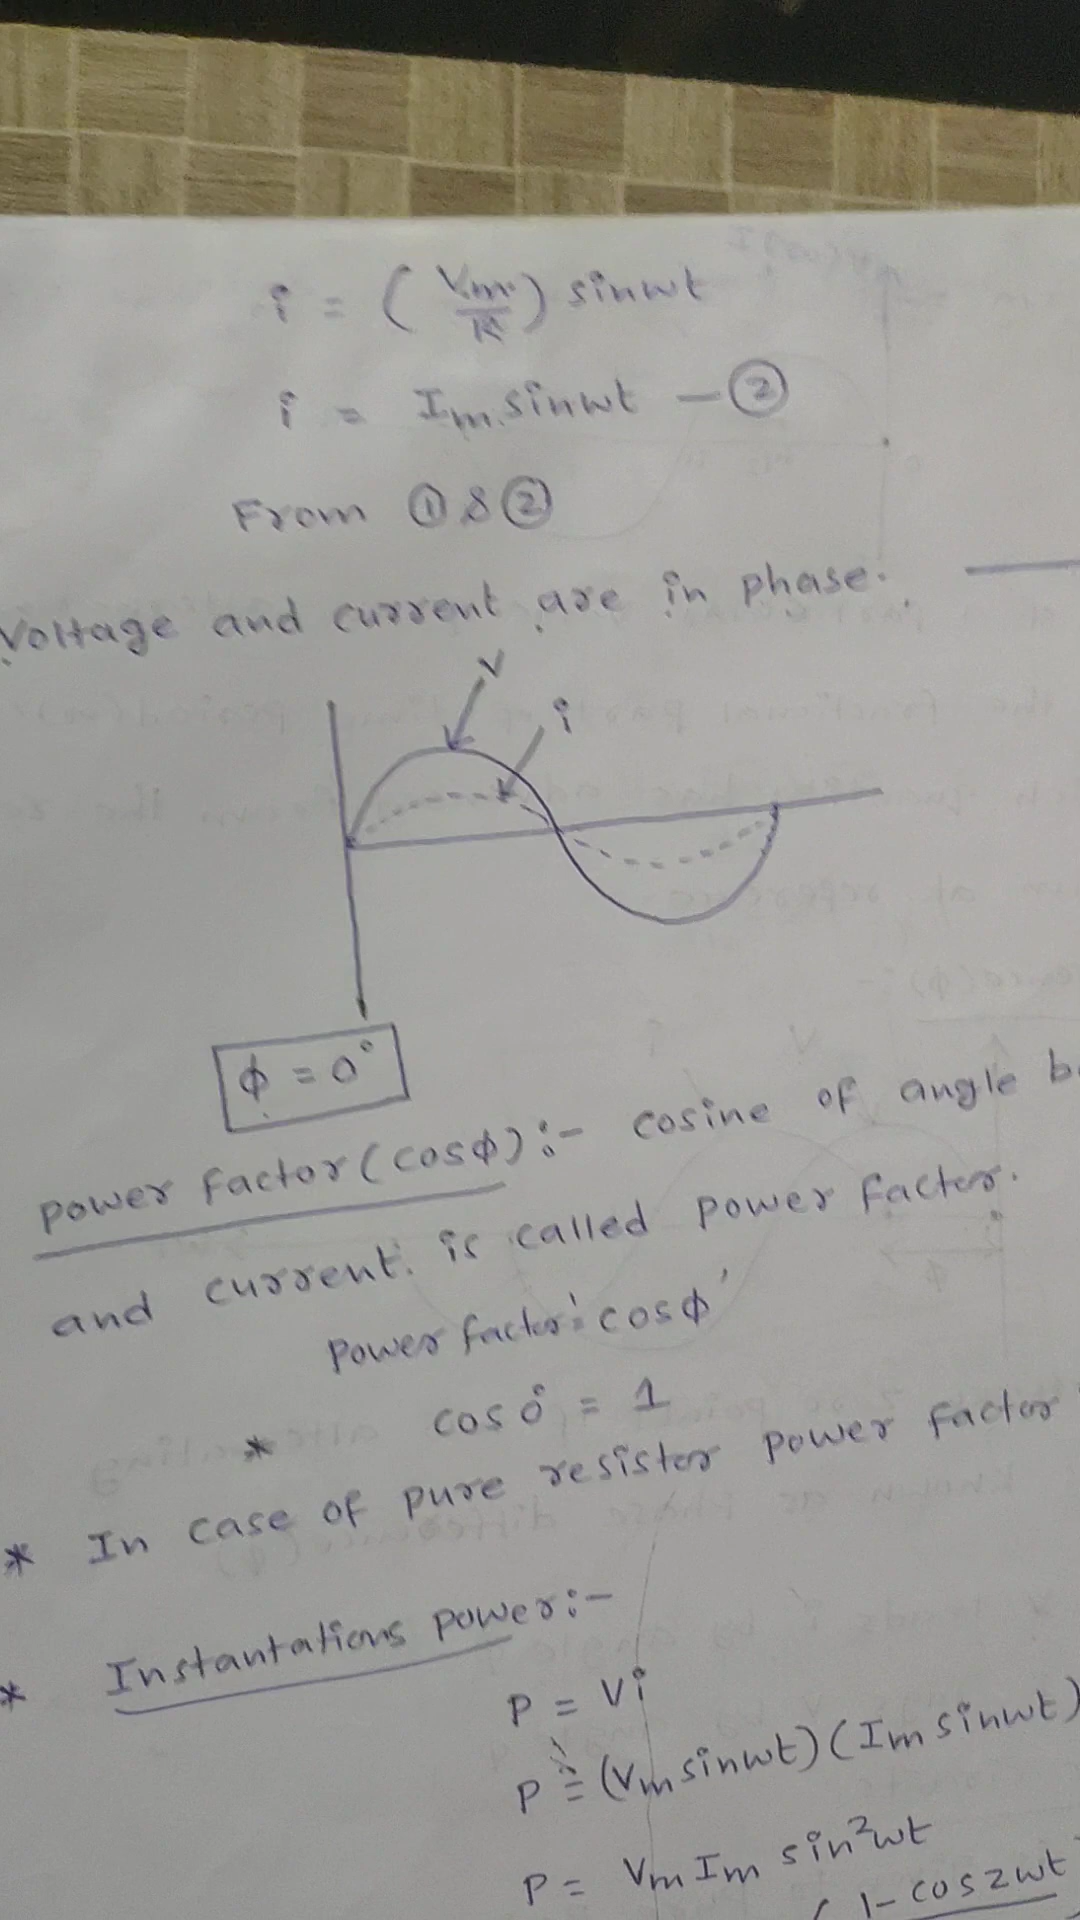 i = (Vm/R) sinwt
i = Im sinwt - ②
From ① & ②
Voltage and current are in phase.
V
i
ϕ = 0°
power factor (cosϕ) :- cosine of angle
and current. is called power factor.
power factor = 'cosϕ'
* cos 0° = 1
* In case of pure resistor power factor
* Instantations power :-
P = Vi
P = (Vm sinwt) (Im sinwt)
P = Vm Im sin²wt
1 - cos2wt